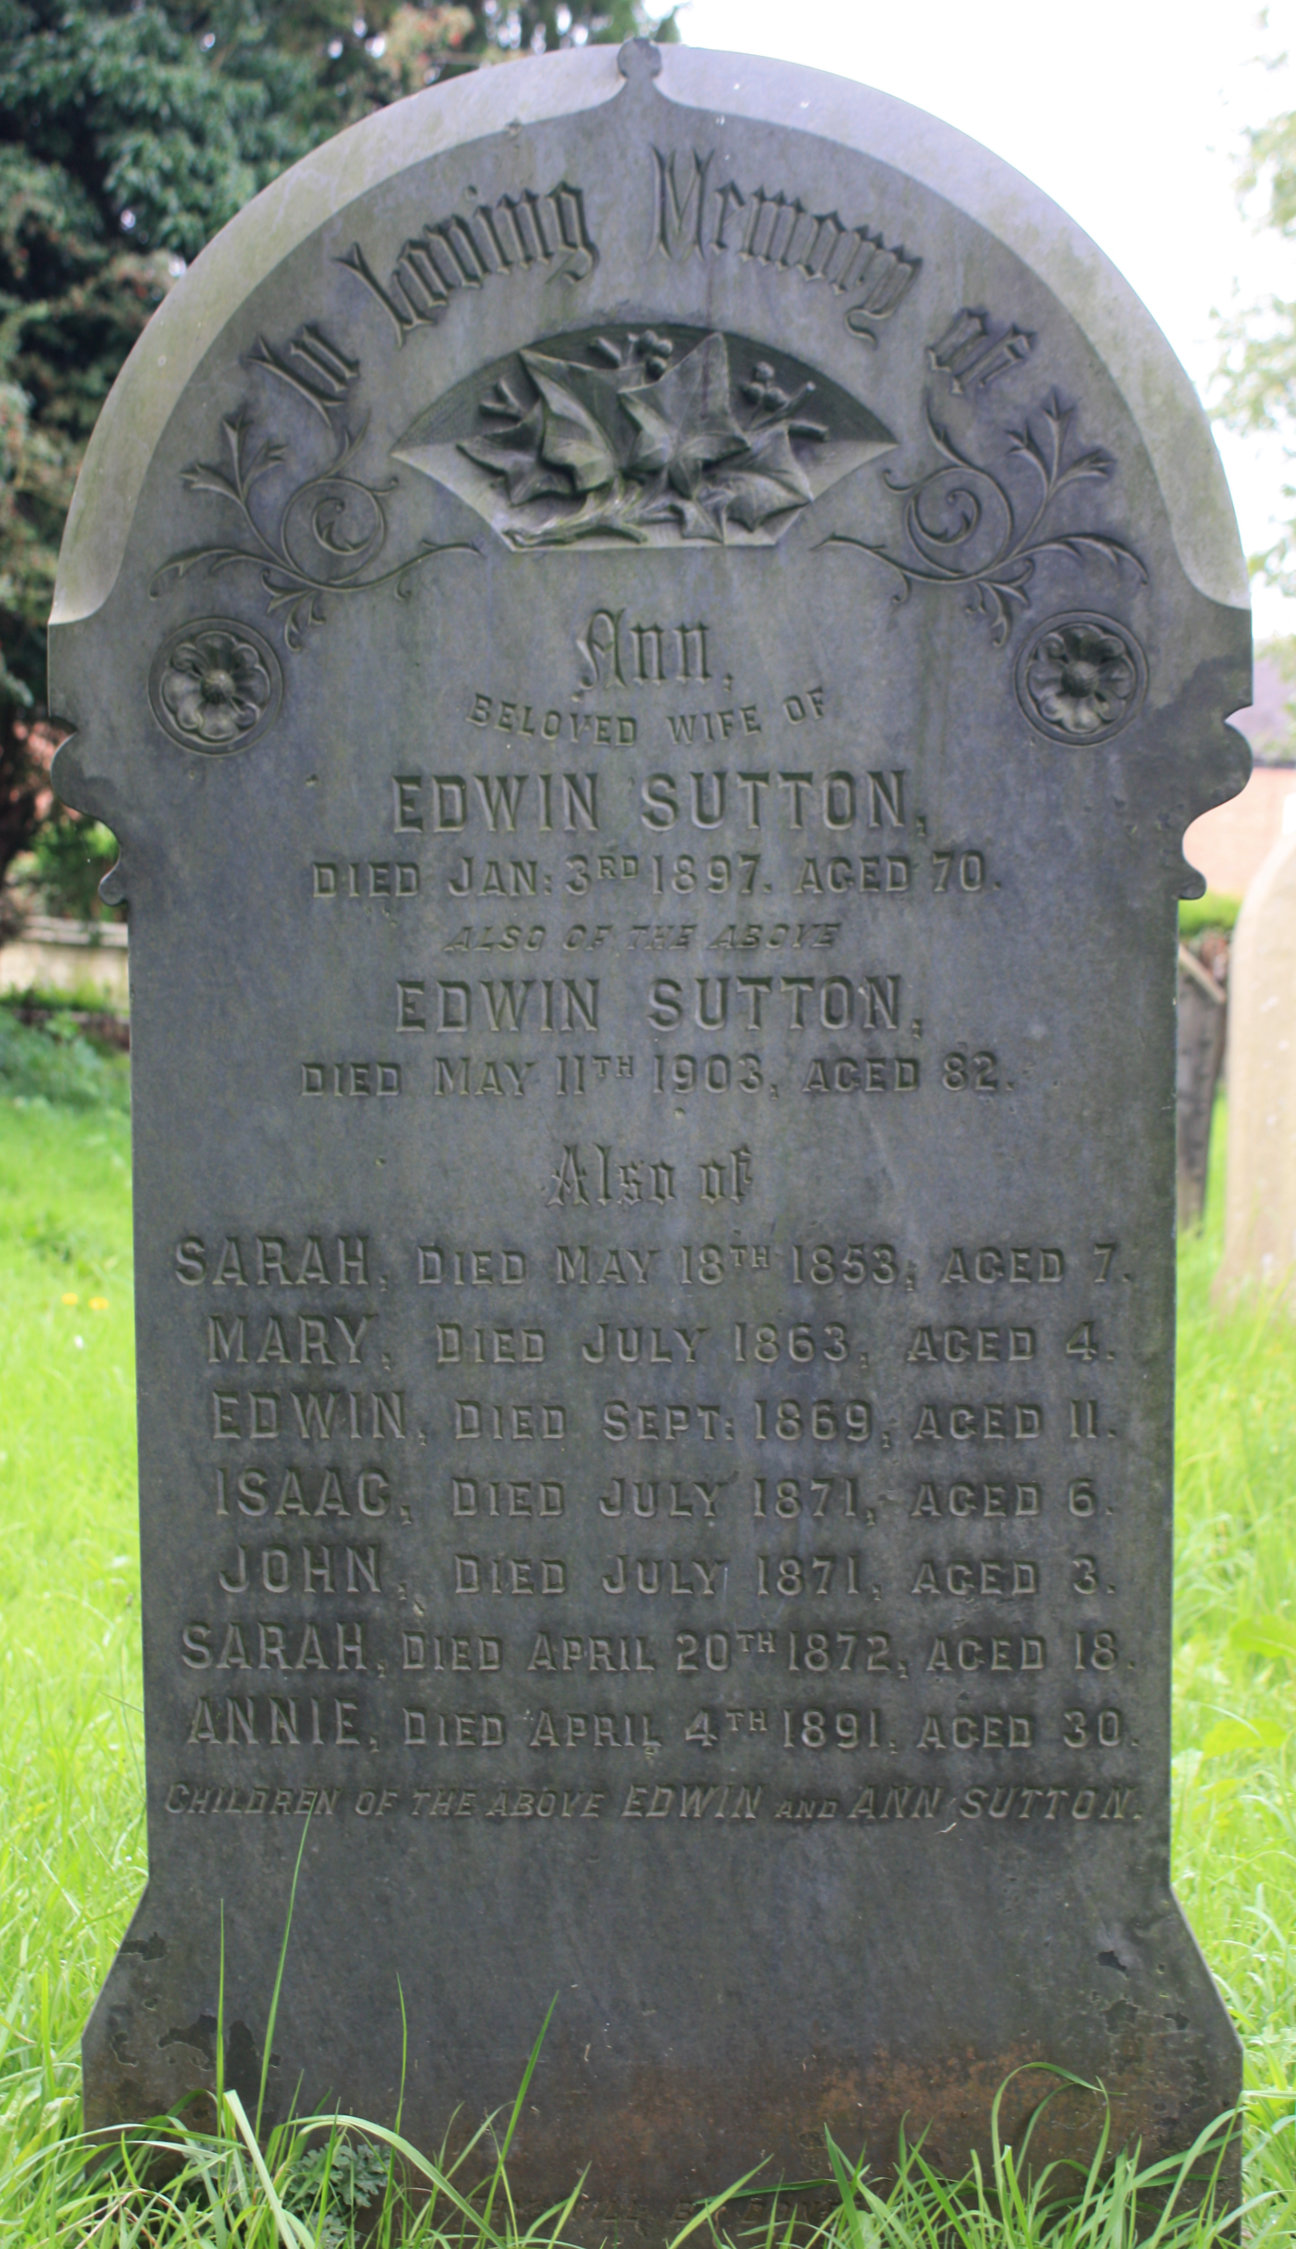 In Loving Memory of
Ann,
BELOVED WIFE OF
EDWIN SUTTON,
DIED JAN: 3RD 1897. AGED 70.
ALSO OF THE ABOVE
EDWIN SUTTON,
DIED MAY 11TH 1903, AGED 82.
Also of
SARAH, DIED MAY 18TH 1853, AGED 7.
MARY, DIED JULY 1863, AGED 4.
EDWIN, DIED SEPT: 1869, AGED 11.
ISAAC, DIED JULY 1871, AGED 6.
JOHN, DIED JULY 1871, AGED 3.
SARAH, DIED APRIL 20TH 1872, AGED 18.
ANNIE, DIED APRIL 4TH 1891, AGED 30.
CHILDREN OF THE ABOVE EDWIN AND ANN SUTTON.
WILL BE DONE